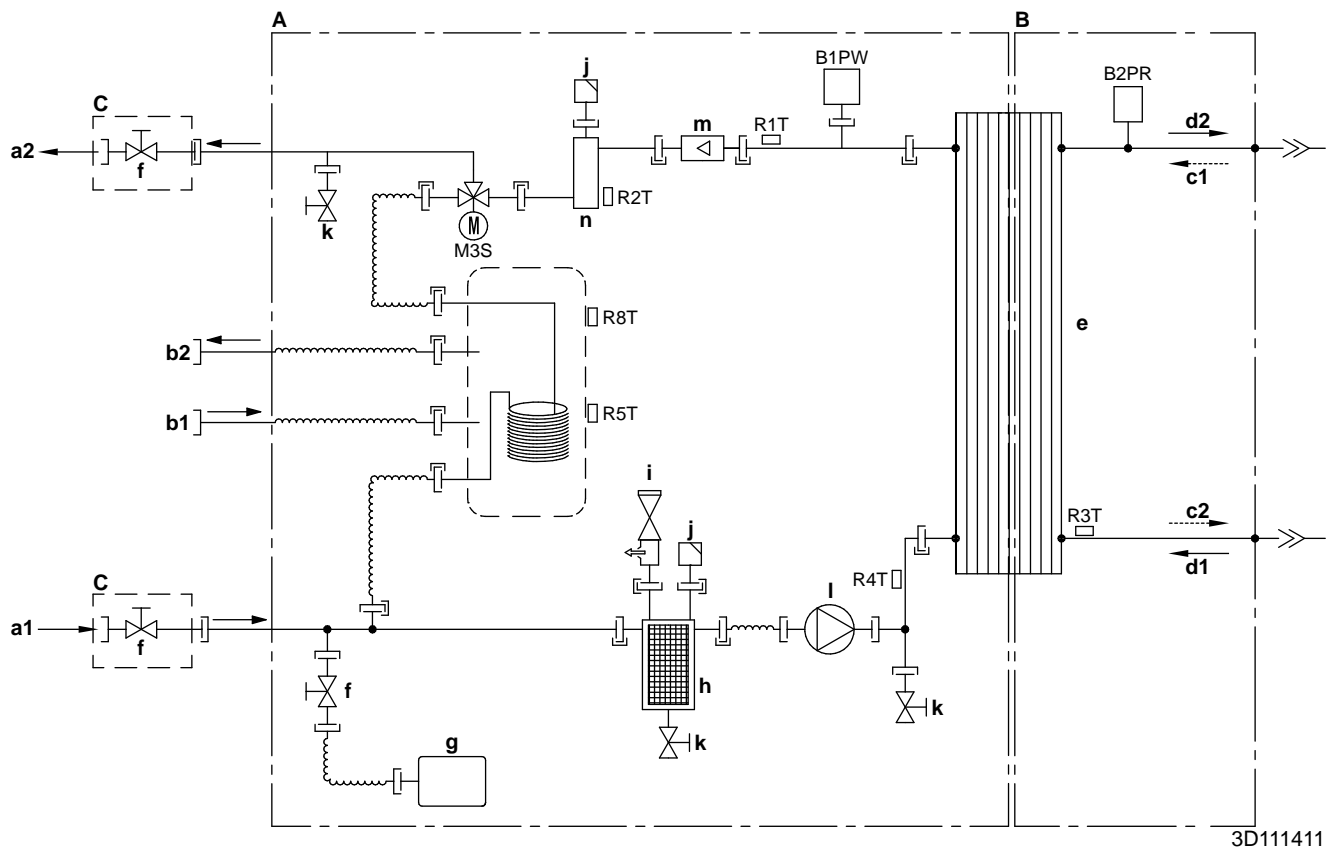 A
B
C
j
B1PW
B2PR
m
R1T
d2
a2
f
c1
k
M
M3S
n
R2T
R8T
e
b2
b1
R5T
i
j
R3T
c2
d1
C
R4T
l
a1
f
f
h
k
k
g
3D111411